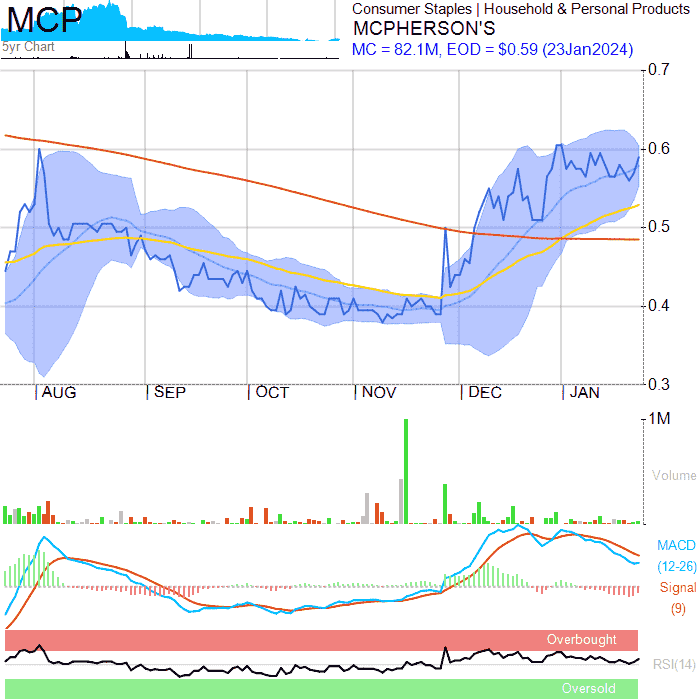 MCP
5yr Chart
Consumer Staples | Household & Personal Products
MCPHERSON'S
MC = 82.1M, EOD = $0.59 (23Jan2024)
0.7
0.6
0.5
0.4
0.3
AUG SEP OCT NOV DEC JAN
1M
Volume
MACD
(12-26)
Signal
(9)
Overbought
RSI(14)
Oversold